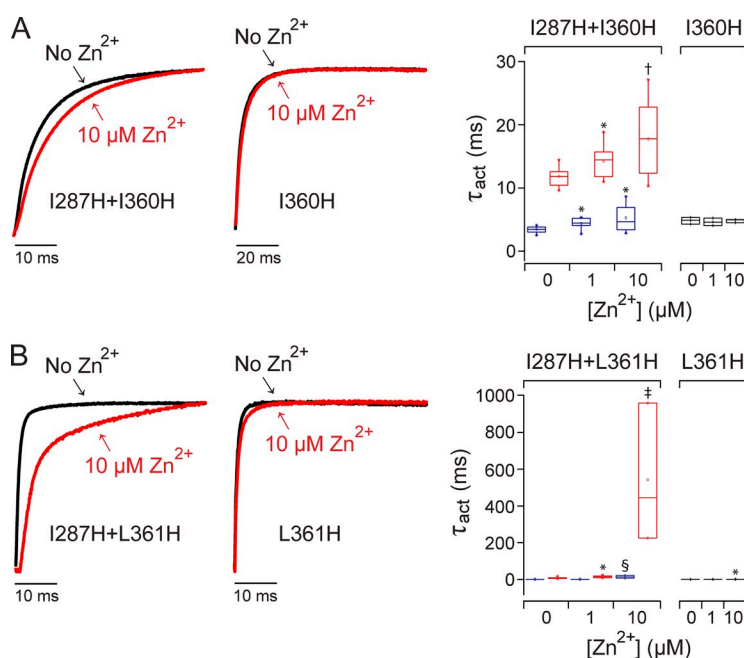 A
No Zn2+
10 µM Zn2+
I287H+I360H
10 ms
No Zn2+
10 µM Zn2+
I360H
20 ms
I287H+I360H
I360H
τact (ms)
30
20
10
0
*
*
*
†
0
1
10
0
1
10
[Zn2+] (µM)
B
No Zn2+
10 µM Zn2+
I287H+L361H
10 ms
No Zn2+
10 µM Zn2+
L361H
10 ms
I287H+L361H
L361H
τact (ms)
1000
800
600
400
200
0
*
§
‡
*
0
1
10
0
1
10
[Zn2+] (µM)